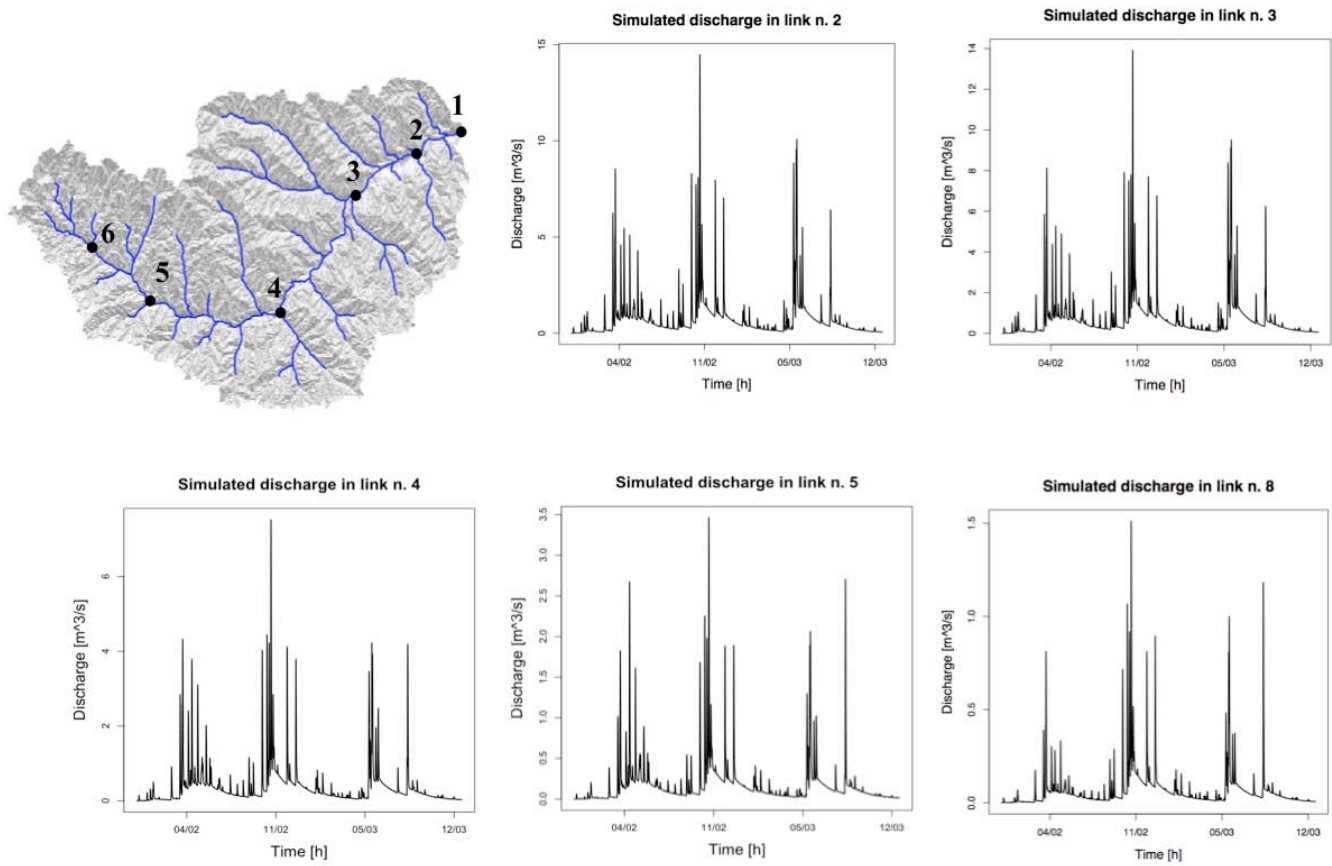 1
2
3
4
5
6
Simulated discharge in link n. 2
Discharge [m^3/s]
15
10
5
0
04/02 11/02 05/03 12/03
Time [h]
Simulated discharge in link n. 3
Discharge [m^3/s]
14
12
10
8
6
4
2
0
04/02 11/02 05/03 12/03
Time [h]
Simulated discharge in link n. 4
Discharge [m^3/s]
6
4
2
0
04/02 11/02 05/03 12/03
Time [h]
Simulated discharge in link n. 5
Discharge [m^3/s]
3.5
3.0
2.5
2.0
1.5
1.0
0.5
0.0
04/02 11/02 05/03 12/03
Time [h]
Simulated discharge in link n. 8
Discharge [m^3/s]
1.5
1.0
0.5
0.0
04/02 11/02 05/03 12/03
Time [h]